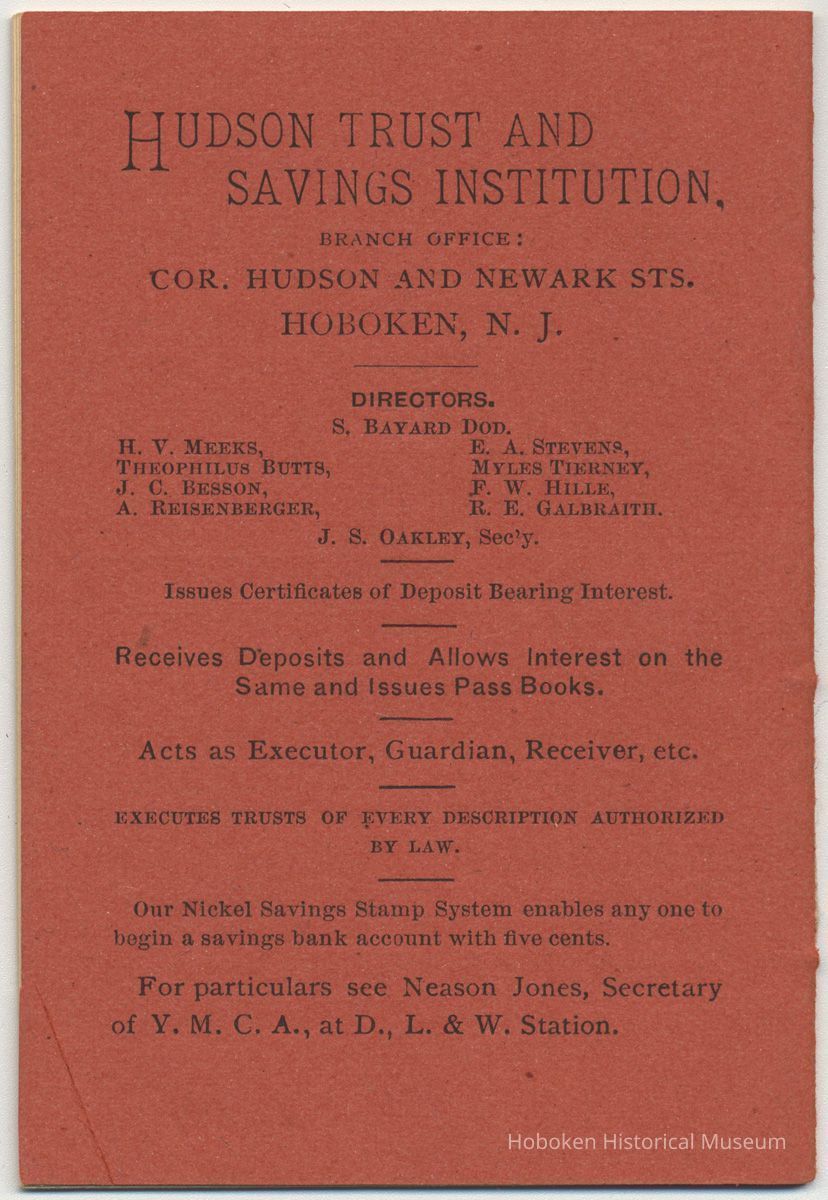 HUDSON TRUST AND
SAVINGS INSTITUTION,
BRANCH OFFICE:
COR. HUDSON AND NEWARK STS.
HOBOKEN, N. J.
DIRECTORS.
S. BAYARD DOD.
H. V. MEEKS, E. A. STEVENS,
THEOPHILUS BUTTS, MYLES TIERNEY,
J. C. BESSON, F. W. HILLE,
A. REISENBERGER, R. E. GALBRAITH.
J. S. OAKLEY, Sec'y.
Issues Certificates of Deposit Bearing Interest.
Receives Deposits and Allows Interest on the
Same and Issues Pass Books.
Acts as Executor, Guardian, Receiver, etc.
EXECUTES TRUSTS OF EVERY DESCRIPTION AUTHORIZED
BY LAW.
Our Nickel Savings Stamp System enables any one to
begin a savings bank account with five cents.
For particulars see Neason Jones, Secretary
of Y. M. C. A., at D., L. & W. Station.
Hoboken Historical Museum